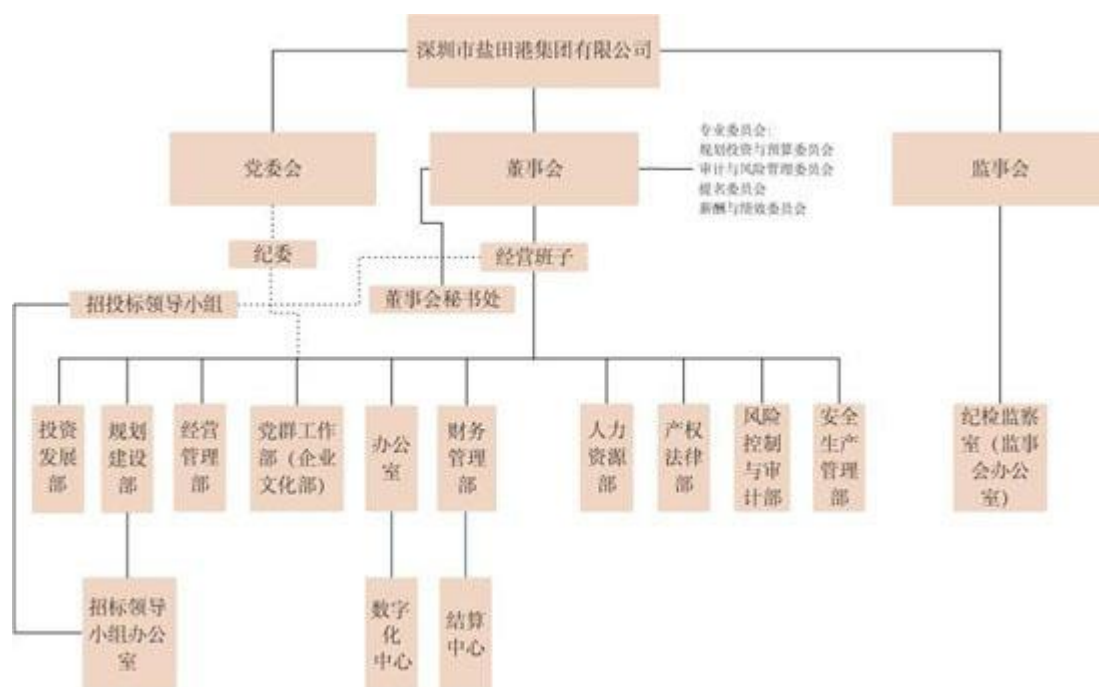 深圳市盐田港集团有限公司
党委会
董事会
专业委员会:
规划投资与预算委员会
审计与风险管理委员会
提名委员会
薪酬与绩效委员会
监事会
纪委
经营班子
招投标领导小组
董事会秘书处
投资
发展
部
规划
建设
部
经营
管理
部
党群工作
部（企业
文化部）
办公
室
财务
管理
部
人力
资源
部
产权
法律
部
风险
控制
与审
计部
安全
生产
管理
部
纪检监察
室（监事
会办公
室）
招标领导
小组办公
室
数字
化
中心
结算
中心